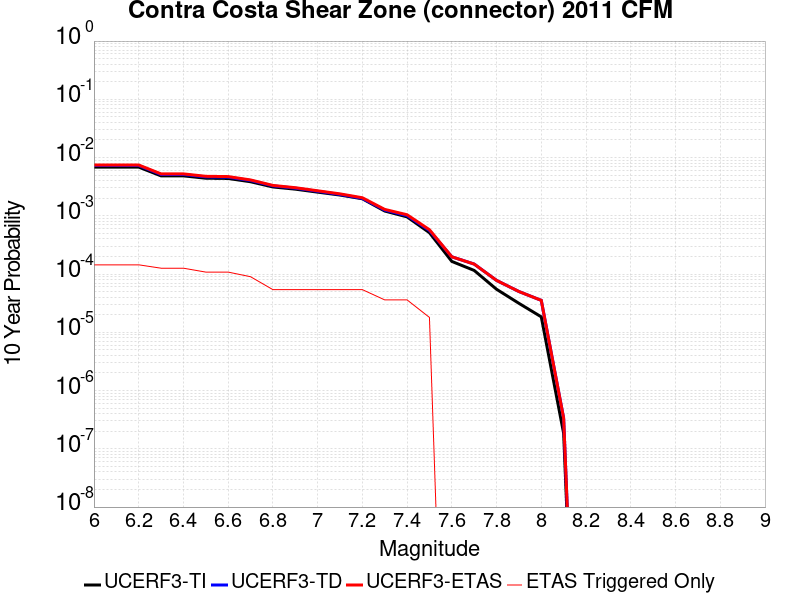 Contra Costa Shear Zone (connector) 2011 CFM
10 0
10 -1
10 -2
10 -3
10 -4
10 -5
10 -6
10 -7
10 -8
10 Year Probability
6 6.2 6.4 6.6 6.8 7 7.2 7.4 7.6 7.8 8 8.2 8.4 8.6 8.8 9
Magnitude
UCERF3-TI UCERF3-TD UCERF3-ETAS ETAS Triggered Only